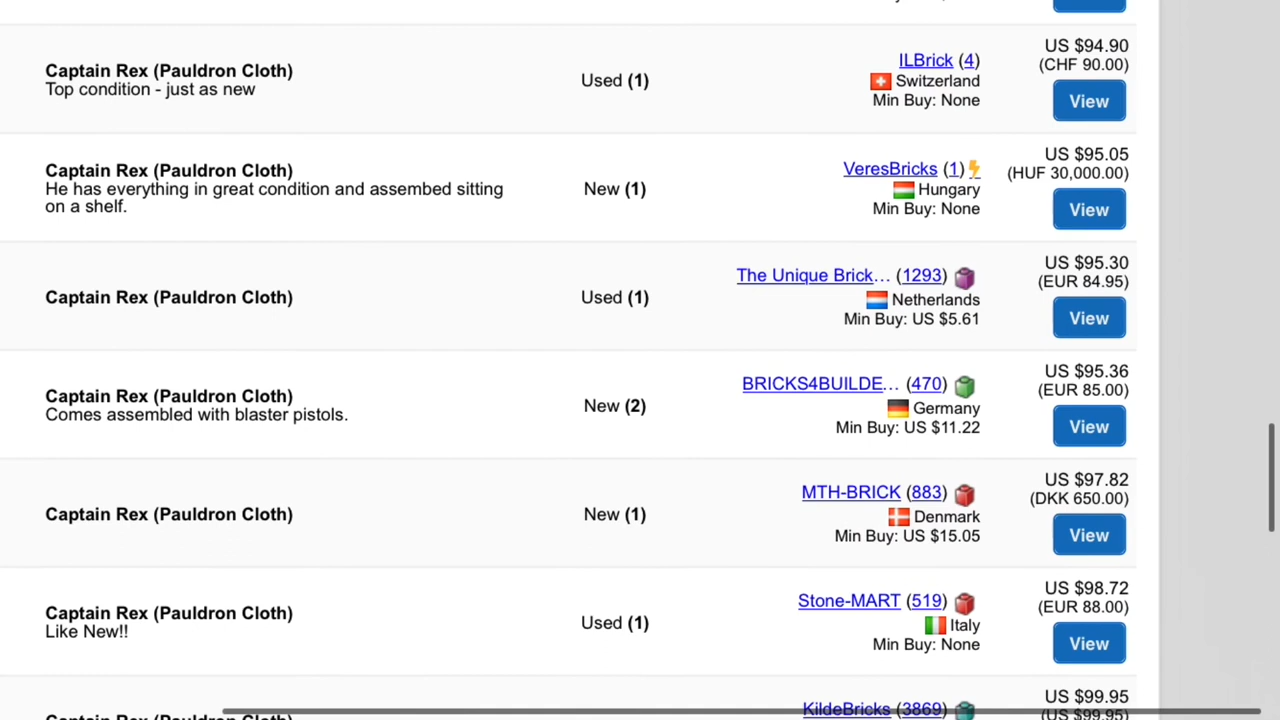 Captain Rex (Pauldron Cloth)
Top condition - just as new
Used (1)
ILBrick (4)
Switzerland
Min Buy: None
US $94.90
(CHF 90.00)
View
Captain Rex (Pauldron Cloth)
He has everything in great condition and assembed sitting
on a shelf.
New (1)
VeresBricks (1)
Hungary
Min Buy: None
US $95.05
(HUF 30,000.00)
View
Captain Rex (Pauldron Cloth)
Used (1)
The Unique Brick... (1293)
Netherlands
Min Buy: US $5.61
US $95.30
(EUR 84.95)
View
Captain Rex (Pauldron Cloth)
Comes assembled with blaster pistols.
New (2)
BRICKS4BUILDE... (470)
Germany
Min Buy: US $11.22
US $95.36
(EUR 85.00)
View
Captain Rex (Pauldron Cloth)
New (1)
MTH-BRICK (883)
Denmark
Min Buy: US $15.05
US $97.82
(DKK 650.00)
View
Captain Rex (Pauldron Cloth)
Like New!!
Used (1)
Stone-MART (519)
Italy
Min Buy: None
US $98.72
(EUR 88.00)
View
Captain Rex (Pauldron Cloth)
KildeBricks (3869)
US $99.95
(US $99.95)